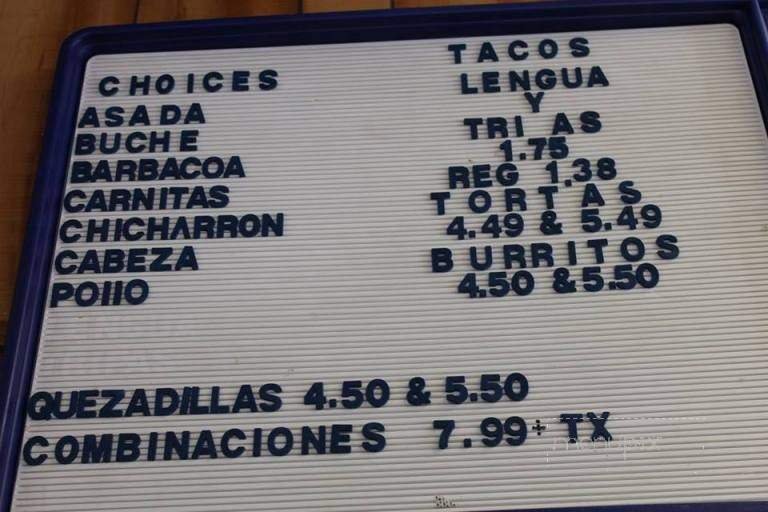 CHOICES
ASADA
BUCHE
BARBACOA
CARNITAS
CHICHARRON
CABEZA
POIIO
TACOS
LENGUA
Y
TRI AS
1.75
REG 1.38
TORTAS
4.49 & 5.49
BURRITOS
4.50 & 5.50
QUEZADILLAS 4.50 & 5.50
COMBINACIONES 7.99 + TX
menupix